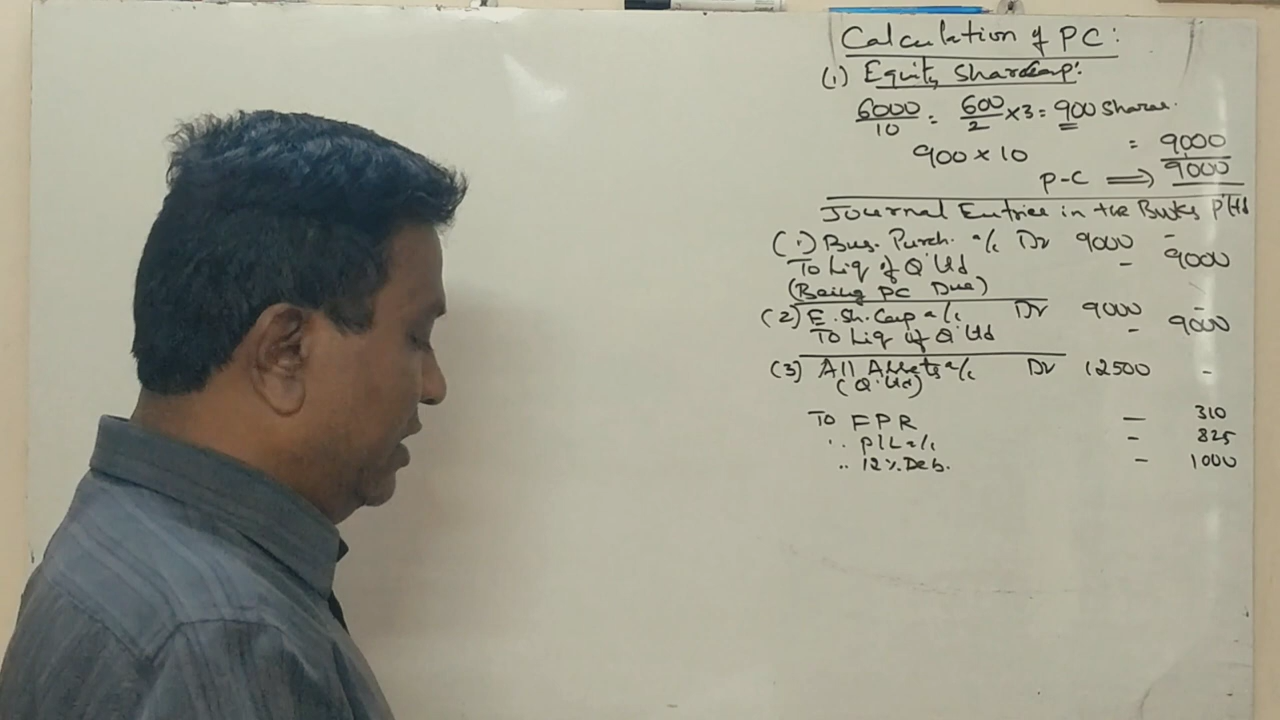 Calculation of PC:
(1) Equity Sharecap:
6000/10 = 600/2 × 3 = 900 Shares.
900 × 10 = 9000
P-C ⟹ 9000
Journal Entries in the Books P Ltd
(1) Bus. Purch. a/c Dr 9000 -
To Liq of Q Ltd - 9000
(Being PC Due)
(2) E.Sh.Cap a/c Dr 9000 -
To Liq of Q Ltd - 9000
(3) All Assets a/c Dr 12500 -
(Q Ltd)
To FPR — 310
.. P/L a/c - 825
.. 12% Deb. - 1000